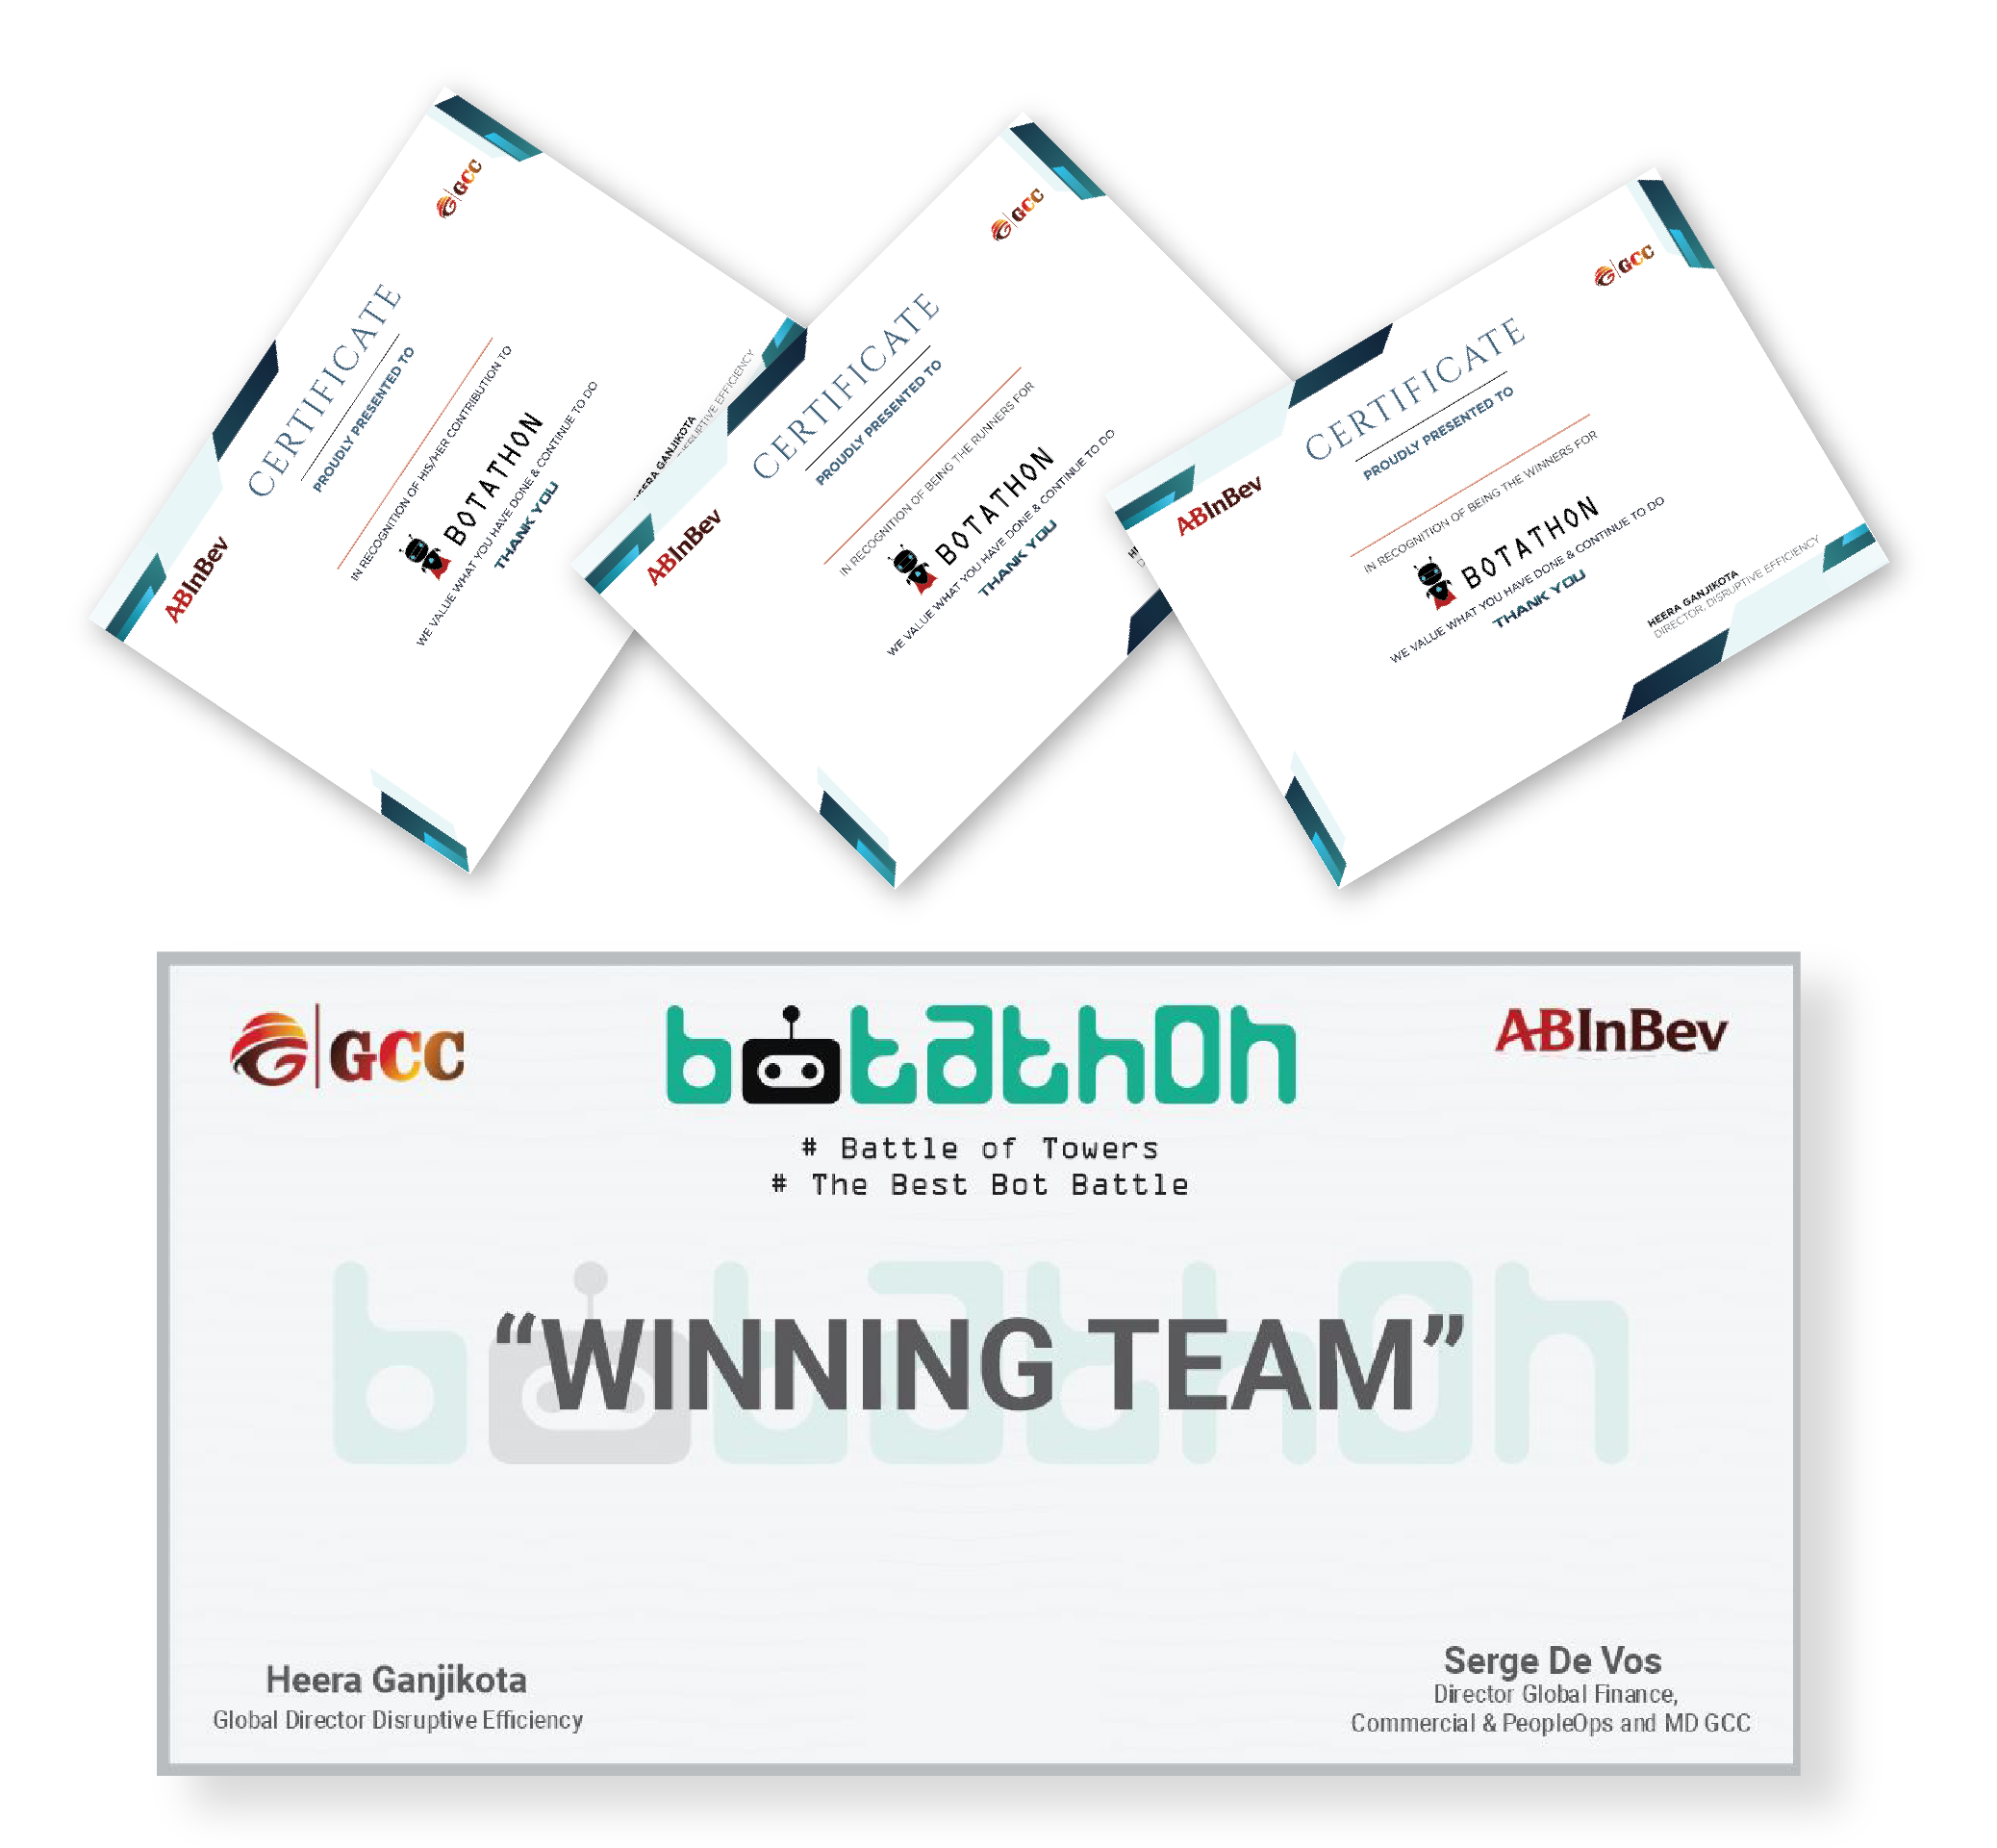 GCC
CERTIFICATE
PROUDLY PRESENTED TO
IN RECOGNITION OF HIS/HER CONTRIBUTION TO
BOTATHON
WE VALUE WHAT YOU HAVE DONE & CONTINUE TO DO
THANK YOU
ABInBev
HEERA GANJIKOTA
EFFICIENCY
GCC
CERTIFICATE
PROUDLY PRESENTED TO
IN RECOGNITION OF BEING THE RUNNERS FOR
BOTATHON
WE VALUE WHAT YOU HAVE DONE & CONTINUE TO DO
THANK YOU
ABInBev
GCC
CERTIFICATE
PROUDLY PRESENTED TO
IN RECOGNITION OF BEING THE WINNERS FOR
BOTATHON
WE VALUE WHAT YOU HAVE DONE & CONTINUE TO DO
THANK YOU
ABInBev
HEERA GANJIKOTA
DIRECTOR, DISRUPTIVE EFFICIENCY
GCC
botathon
ABInBev
# Battle of Towers
# The Best Bot Battle
botathon
“WINNING TEAM”
Heera Ganjikota
Global Director Disruptive Efficiency
Serge De Vos
Director Global Finance,
Commercial & PeopleOps and MD GCC